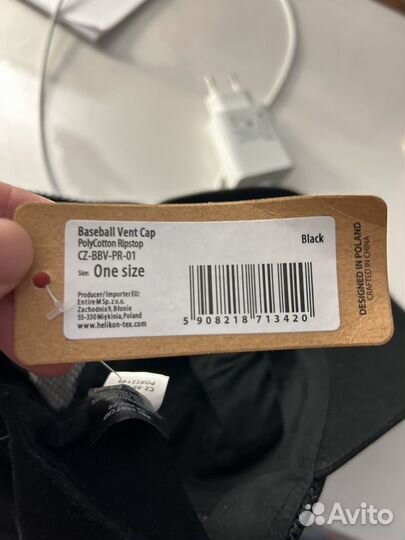 Baseball Vent Cap
PolyCotton Ripstop
CZ-BBV-PR-01
Size: One size
Black
Producer/Importer EU:
Entire M Sp. z o.o.
Zachodnia 9, Błonie
55-330 Miękinia, Poland
www.helikon-tex.com
5 908218 713420
DESIGNED IN POLAND
CRAFTED IN CHINA
Avito